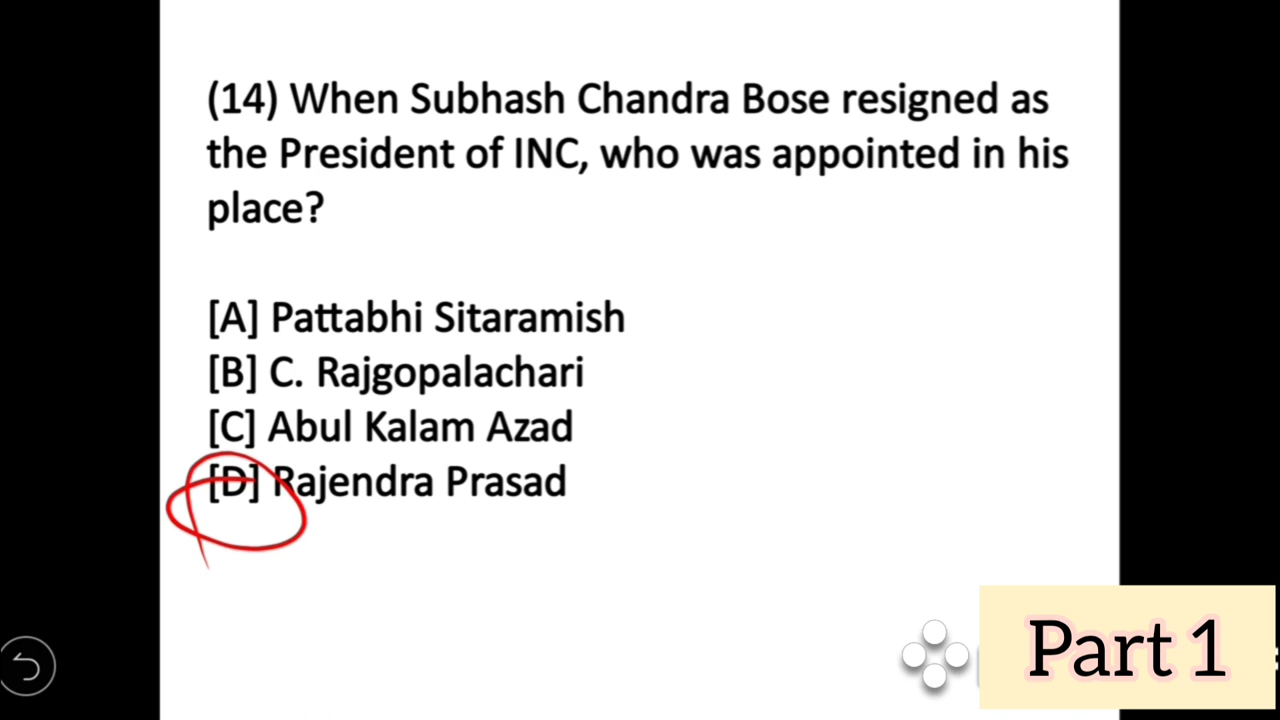 (14) When Subhash Chandra Bose resigned as
the President of INC, who was appointed in his
place?
[A] Pattabhi Sitaramish
[B] C. Rajgopalachari
[C] Abul Kalam Azad
[D] Rajendra Prasad
Part 1